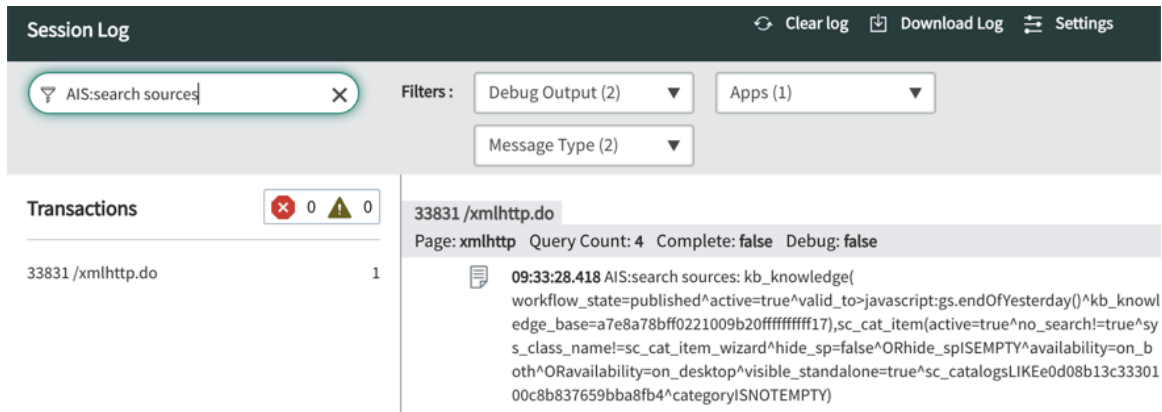 Session Log
Clear log
Download Log
Settings
AIS:search sources
Filters :
Debug Output (2)
Apps (1)
Message Type (2)
Transactions
0
0
33831 /xmlhttp.do
1
33831 /xmlhttp.do
Page: xmlhttp Query Count: 4 Complete: false Debug: false
09:33:28.418 AIS:search sources: kb_knowledge(
workflow_state=published^active=true^valid_to>javascript:gs.endOfYesterday()^kb_knowl
edge_base=a7e8a78bff0221009b20ffffffffff17),sc_cat_item(active=true^no_search!=true^sy
s_class_name!=sc_cat_item_wizard^hide_sp=false^ORhide_spISEMPTY^availability=on_b
oth^ORavailability=on_desktop^visible_standalone=true^sc_catalogsLIKEe0d08b13c33301
00c8b837659bba8fb4^categoryISNOTEMPTY)